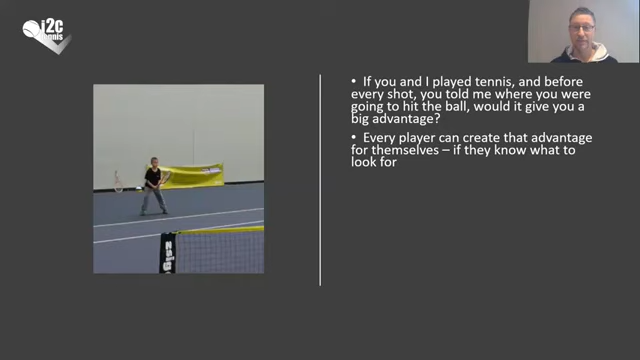 i2c
tennis
• If you and I played tennis, and before
every shot, you told me where you were
going to hit the ball, would it give you a
big advantage?
• Every player can create that advantage
for themselves – if they know what to
look for